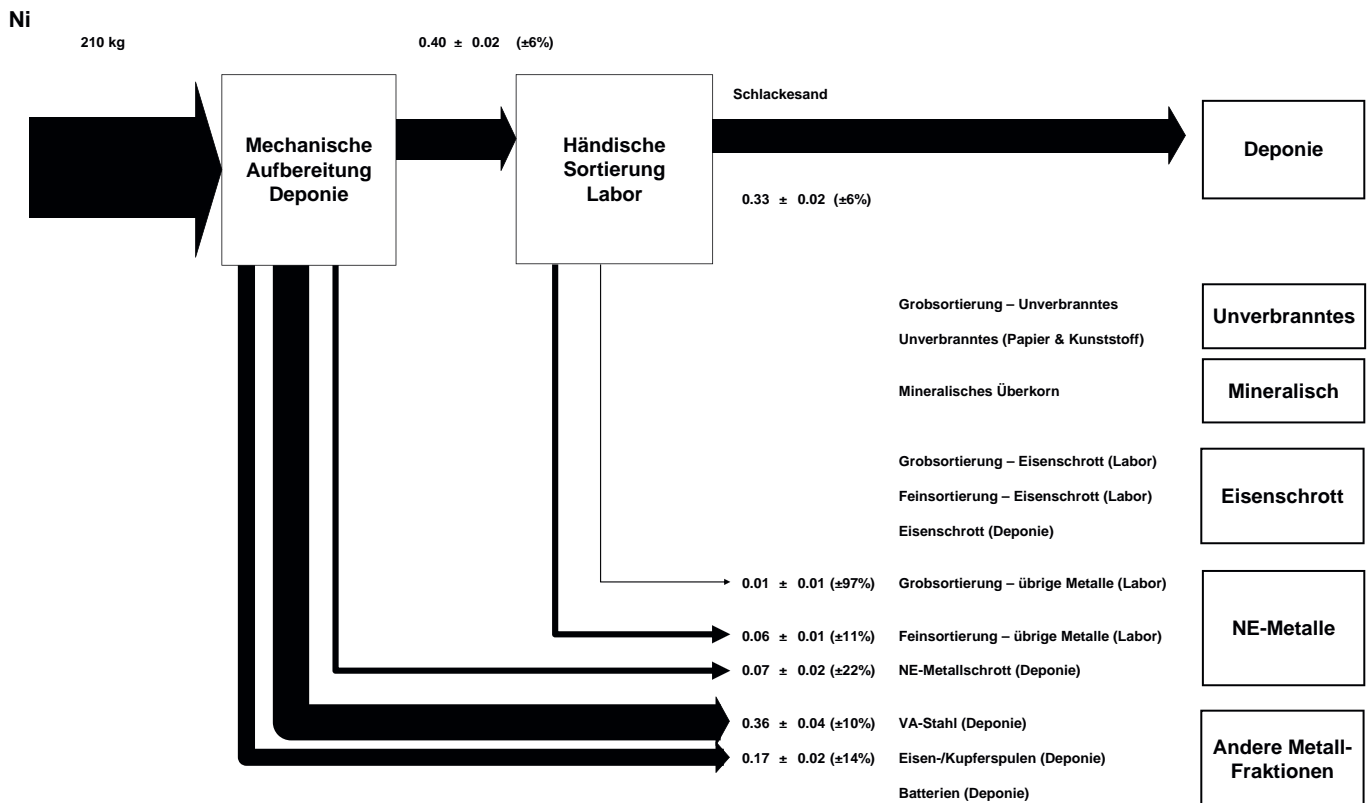 Ni
210 kg
0.40 ± 0.02 (±6%)
Mechanische
Aufbereitung
Deponie
Händische
Sortierung
Labor
Schlackesand
0.33 ± 0.02 (±6%)
Deponie
Grobsortierung – Unverbranntes
Unverbranntes (Papier & Kunststoff)
Unverbranntes
Mineralisches Überkorn
Mineralisch
Grobsortierung – Eisenschrott (Labor)
Feinsortierung – Eisenschrott (Labor)
Eisenschrott (Deponie)
Eisenschrott
0.01 ± 0.01 (±97%) Grobsortierung – übrige Metalle (Labor)
0.06 ± 0.01 (±11%) Feinsortierung – übrige Metalle (Labor)
0.07 ± 0.02 (±22%) NE-Metallschrott (Deponie)
NE-Metalle
0.36 ± 0.04 (±10%) VA-Stahl (Deponie)
0.17 ± 0.02 (±14%) Eisen-/Kupferspulen (Deponie)
Batterien (Deponie)
Andere Metall-
Fraktionen